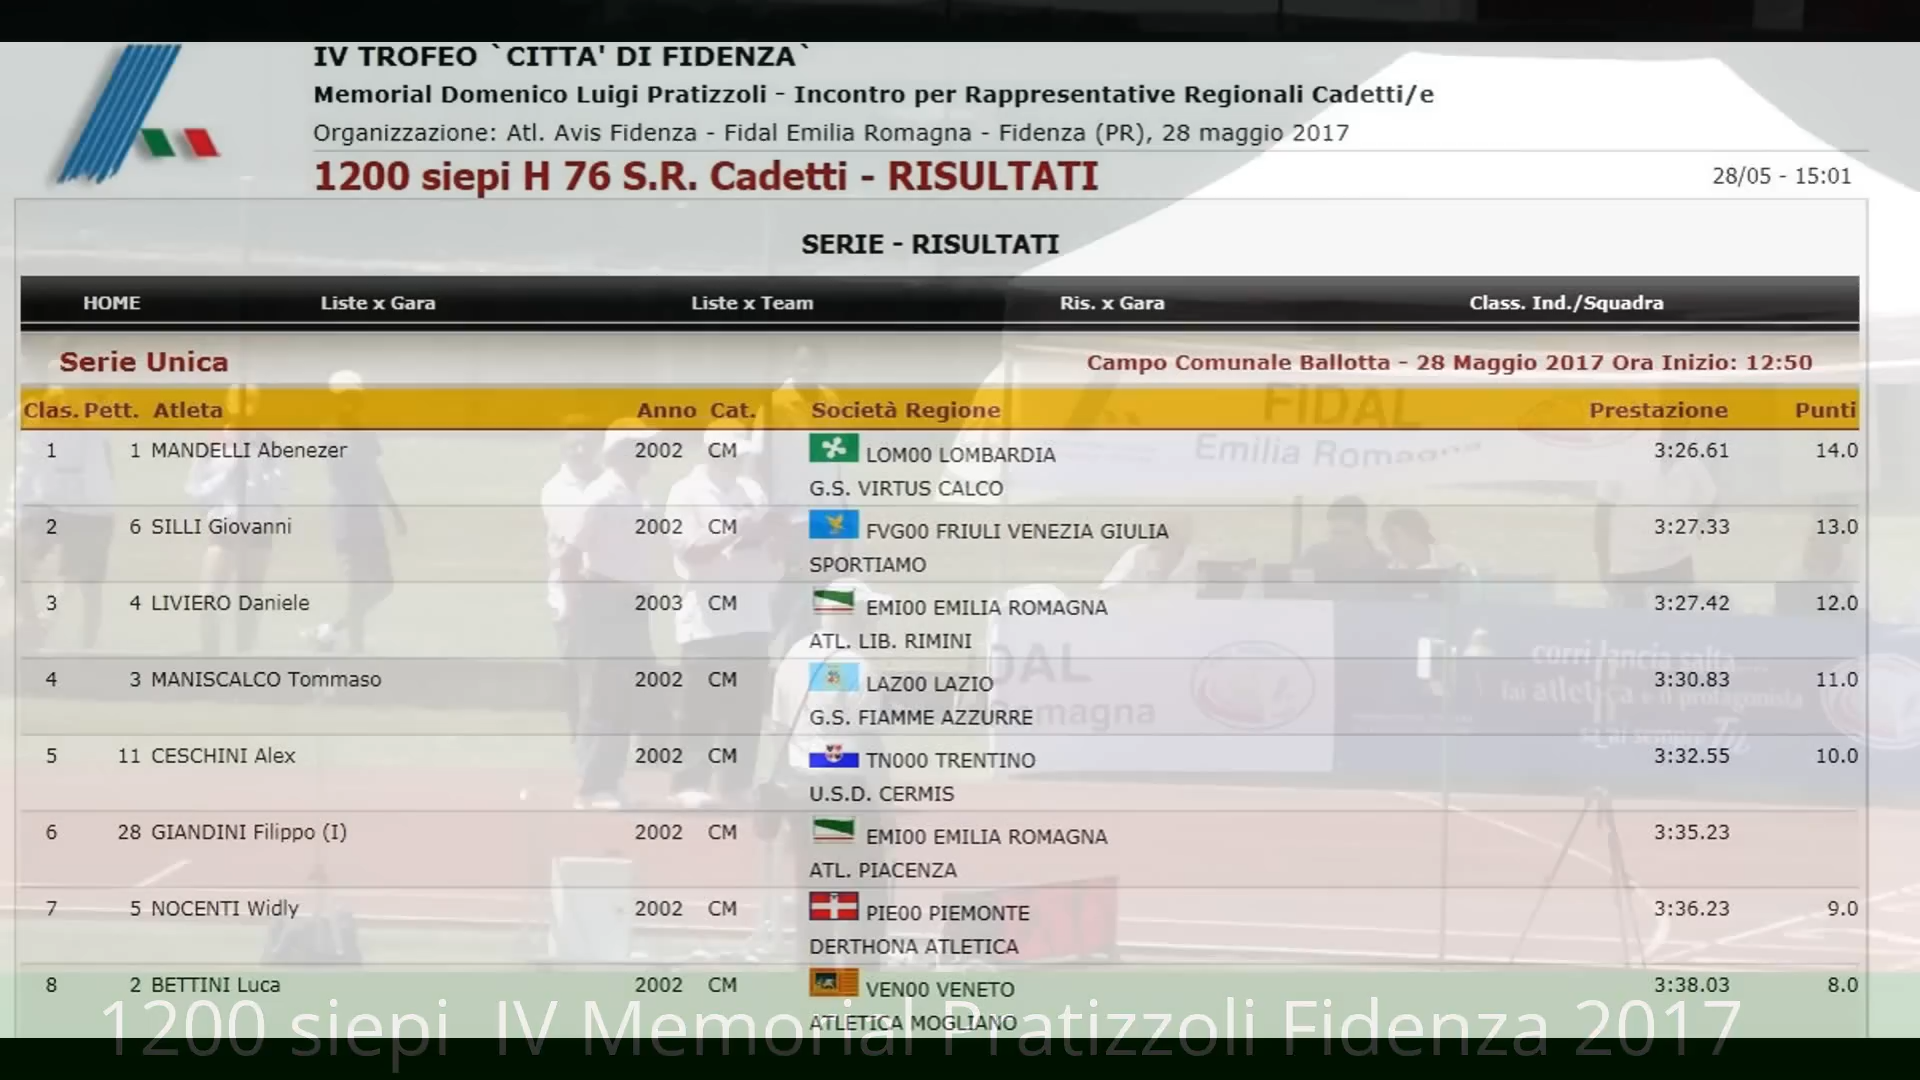 IV TROFEO `CITTA' DI FIDENZA`
Memorial Domenico Luigi Pratizzoli - Incontro per Rappresentative Regionali Cadetti/e
Organizzazione: Atl. Avis Fidenza - Fidal Emilia Romagna - Fidenza (PR), 28 maggio 2017
1200 siepi H 76 S.R. Cadetti - RISULTATI 28/05 - 15:01
SERIE - RISULTATI
HOME Liste x Gara Liste x Team Ris. x Gara Class. Ind./Squadra
Serie Unica Campo Comunale Ballotta - 28 Maggio 2017 Ora Inizio: 12:50
Clas. Pett. Atleta Anno Cat. Società Regione Prestazione Punti
1 1 MANDELLI Abenezer 2002 CM LOM00 LOMBARDIA 3:26.61 14.0
G.S. VIRTUS CALCO
2 6 SILLI Giovanni 2002 CM FVG00 FRIULI VENEZIA GIULIA 3:27.33 13.0
SPORTIAMO
3 4 LIVIERO Daniele 2003 CM EMI00 EMILIA ROMAGNA 3:27.42 12.0
ATL. LIB. RIMINI
4 3 MANISCALCO Tommaso 2002 CM LAZ00 LAZIO 3:30.83 11.0
G.S. FIAMME AZZURRE
5 11 CESCHINI Alex 2002 CM TN000 TRENTINO 3:32.55 10.0
U.S.D. CERMIS
6 28 GIANDINI Filippo (I) 2002 CM EMI00 EMILIA ROMAGNA 3:35.23
ATL. PIACENZA
7 5 NOCENTI Widly 2002 CM PIE00 PIEMONTE 3:36.23 9.0
DERTHONA ATLETICA
8 2 BETTINI Luca 2002 CM VEN00 VENETO 3:38.03 8.0
ATLETICA MOGLIANO
1200 siepi IV Memorial Pratizzoli Fidenza 2017
FIDAL
Emilia Romagna
corri lancia salta